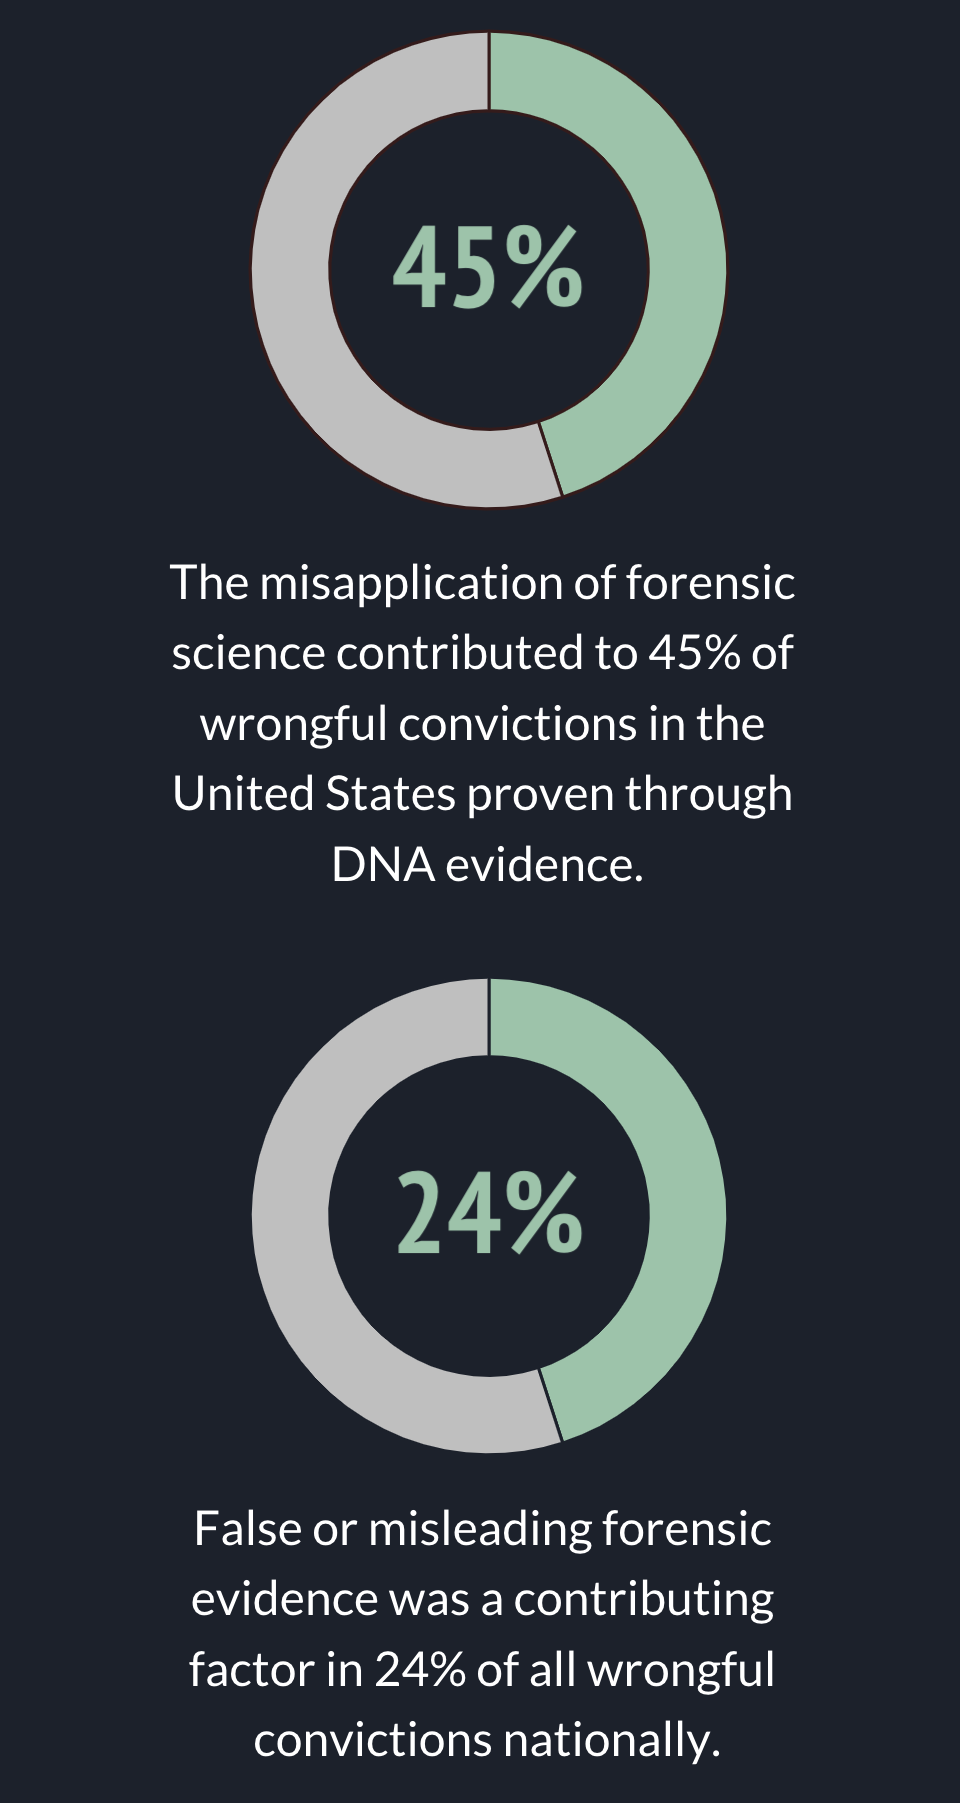 45%
The misapplication of forensic
science contributed to 45% of
wrongful convictions in the
United States proven through
DNA evidence.
24%
False or misleading forensic
evidence was a contributing
factor in 24% of all wrongful
convictions nationally.